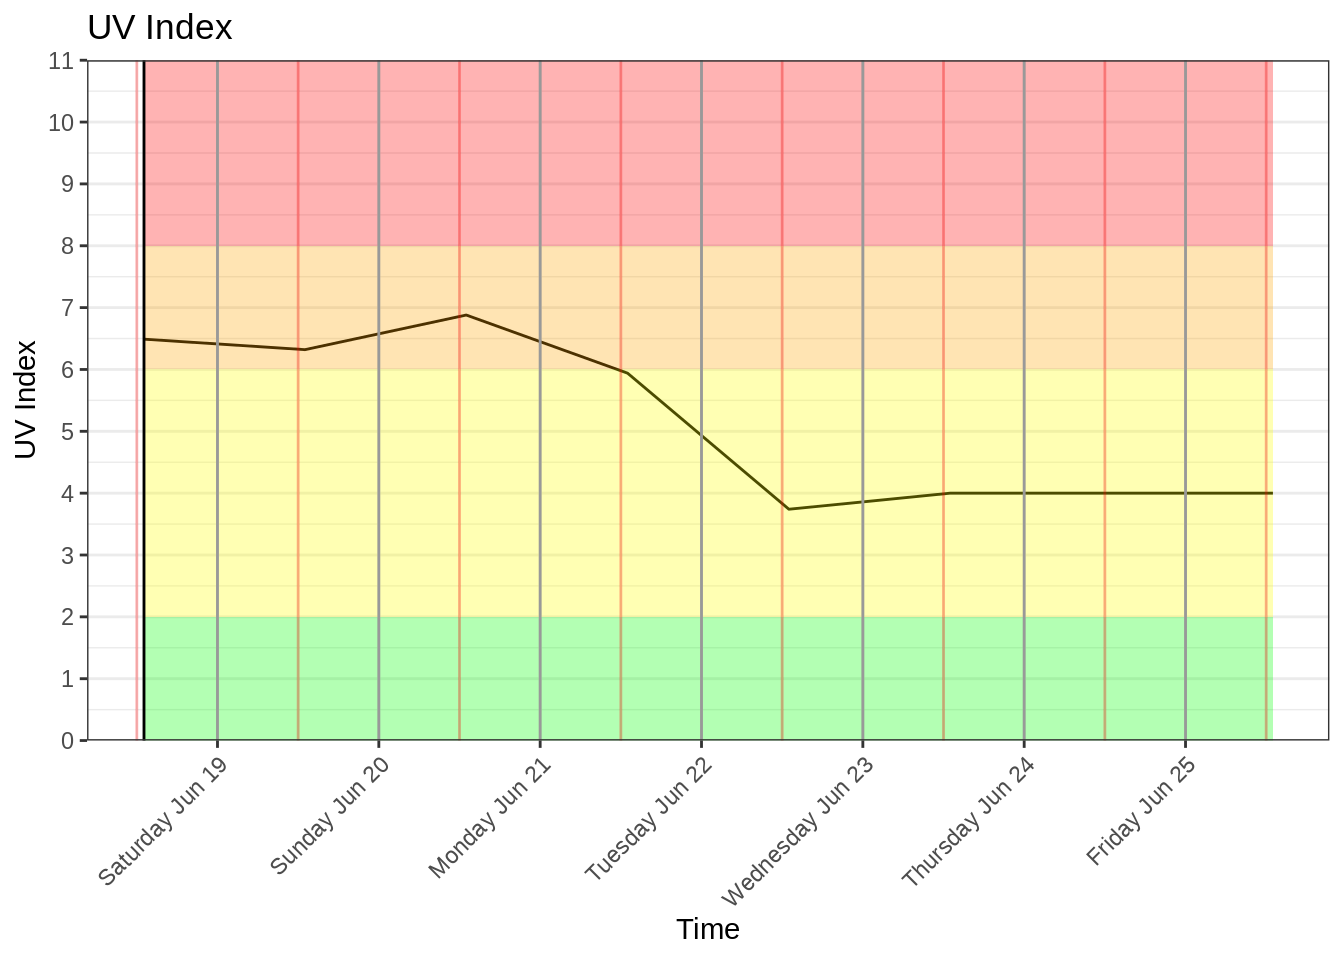 UV Index
11
10
9
8
7
6
5
4
3
2
1
0
UV Index
Saturday Jun 19
Sunday Jun 20
Monday Jun 21
Tuesday Jun 22
Wednesday Jun 23
Thursday Jun 24
Friday Jun 25
Time